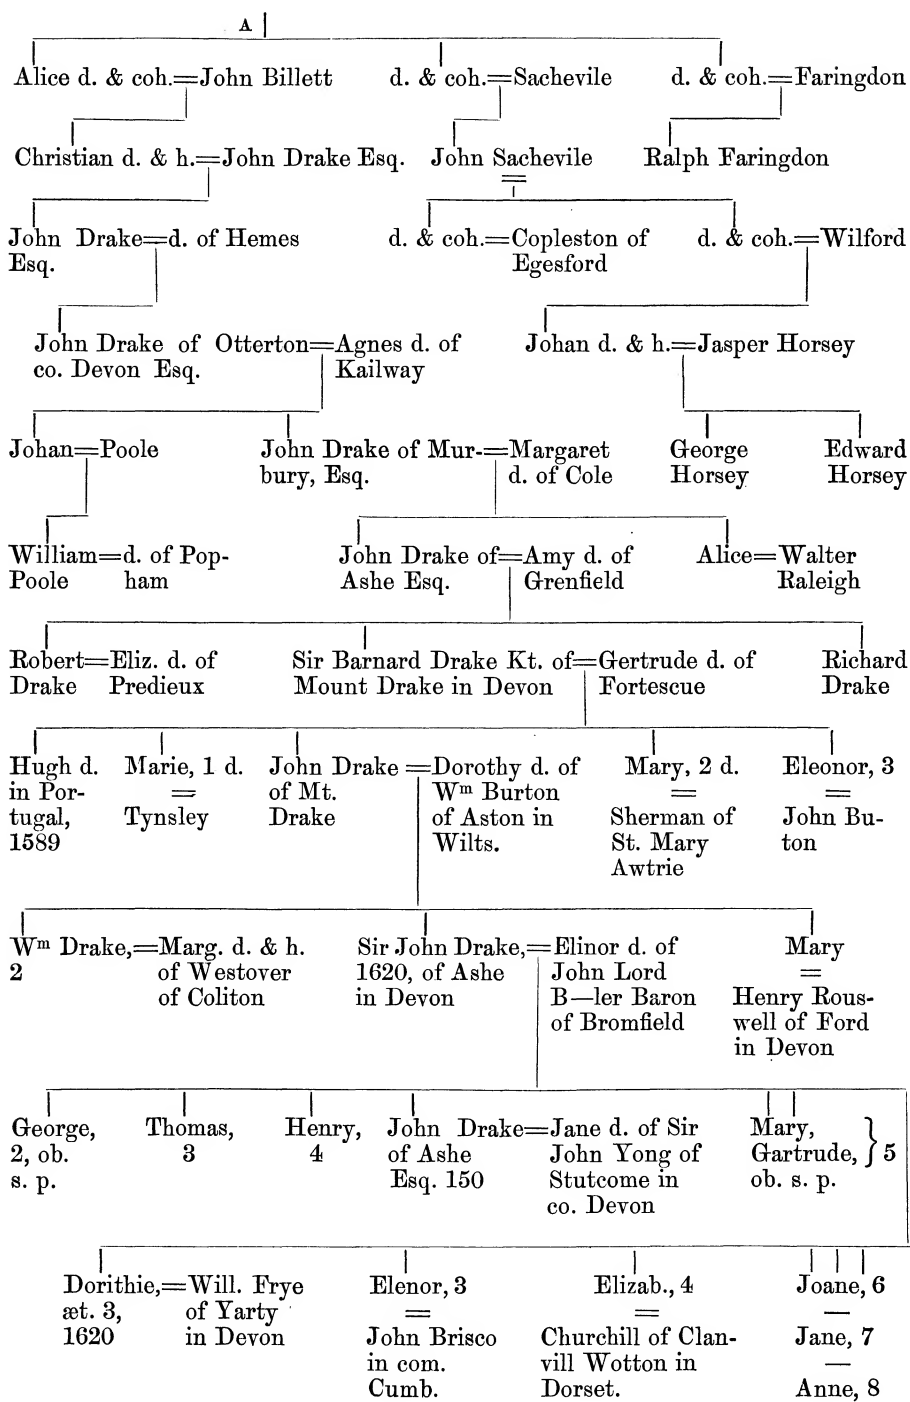 A
Alice d. & coh.=John Billett d. & coh.=Sachevile d. & coh.=Faringdon
Christian d. & h.=John Drake Esq. John Sachevile Ralph Faringdon
=
John Drake=d. of Hemes d. & coh.=Copleston of d. & coh.=Wilford
Esq. Egesford
John Drake of Otterton=Agnes d. of Johan d. & h.=Jasper Horsey
co. Devon Esq. Kailway
Johan=Poole John Drake of Mur-=Margaret George Edward
bury, Esq. d. of Cole Horsey Horsey
William=d. of Pop- John Drake of=Amy d. of Alice=Walter
Poole ham Ashe Esq. Grenfield Raleigh
Robert=Eliz. d. of Sir Barnard Drake Kt. of=Gertrude d. of Richard
Drake Predieux Mount Drake in Devon Fortescue Drake
Hugh d. Marie, 1 d. John Drake =Dorothy d. of Mary, 2 d. Eleonor, 3
in Por- = of Mt. Wm Burton = =
tugal, Tynsley Drake of Aston in Sherman of John Bu-
1589 Wilts. St. Mary ton
Awtrie
Wm Drake,=Marg. d. & h. Sir John Drake,=Elinor d. of Mary
2 of Westover 1620, of Ashe John Lord =
of Coliton in Devon B—ler Baron Henry Rous-
of Bromfield well of Ford
in Devon
George, Thomas, Henry, John Drake=Jane d. of Sir Mary,
2, ob. 3 4 of Ashe John Yong of Gartrude, } 5
s. p. Esq. 150 Stutcome in ob. s. p.
co. Devon
Dorithie,=Will. Frye Elenor, 3 Elizab., 4 Joane, 6
æt. 3, of Yarty = = —
1620 in Devon John Brisco Churchill of Clan- Jane, 7
in com. vill Wotton in —
Cumb. Dorset. Anne, 8